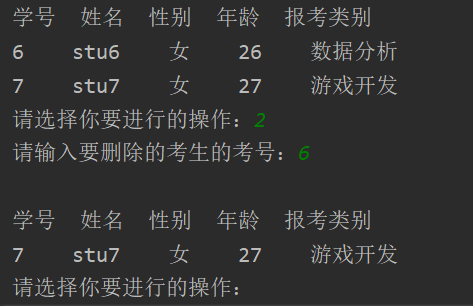 学号  姓名  性别  年龄  报考类别
6    stu6    女    26    数据分析
7    stu7    女    27    游戏开发
请选择你要进行的操作：2
请输入要删除的考生的考号：6
学号  姓名  性别  年龄  报考类别
7    stu7    女    27    游戏开发
请选择你要进行的操作：